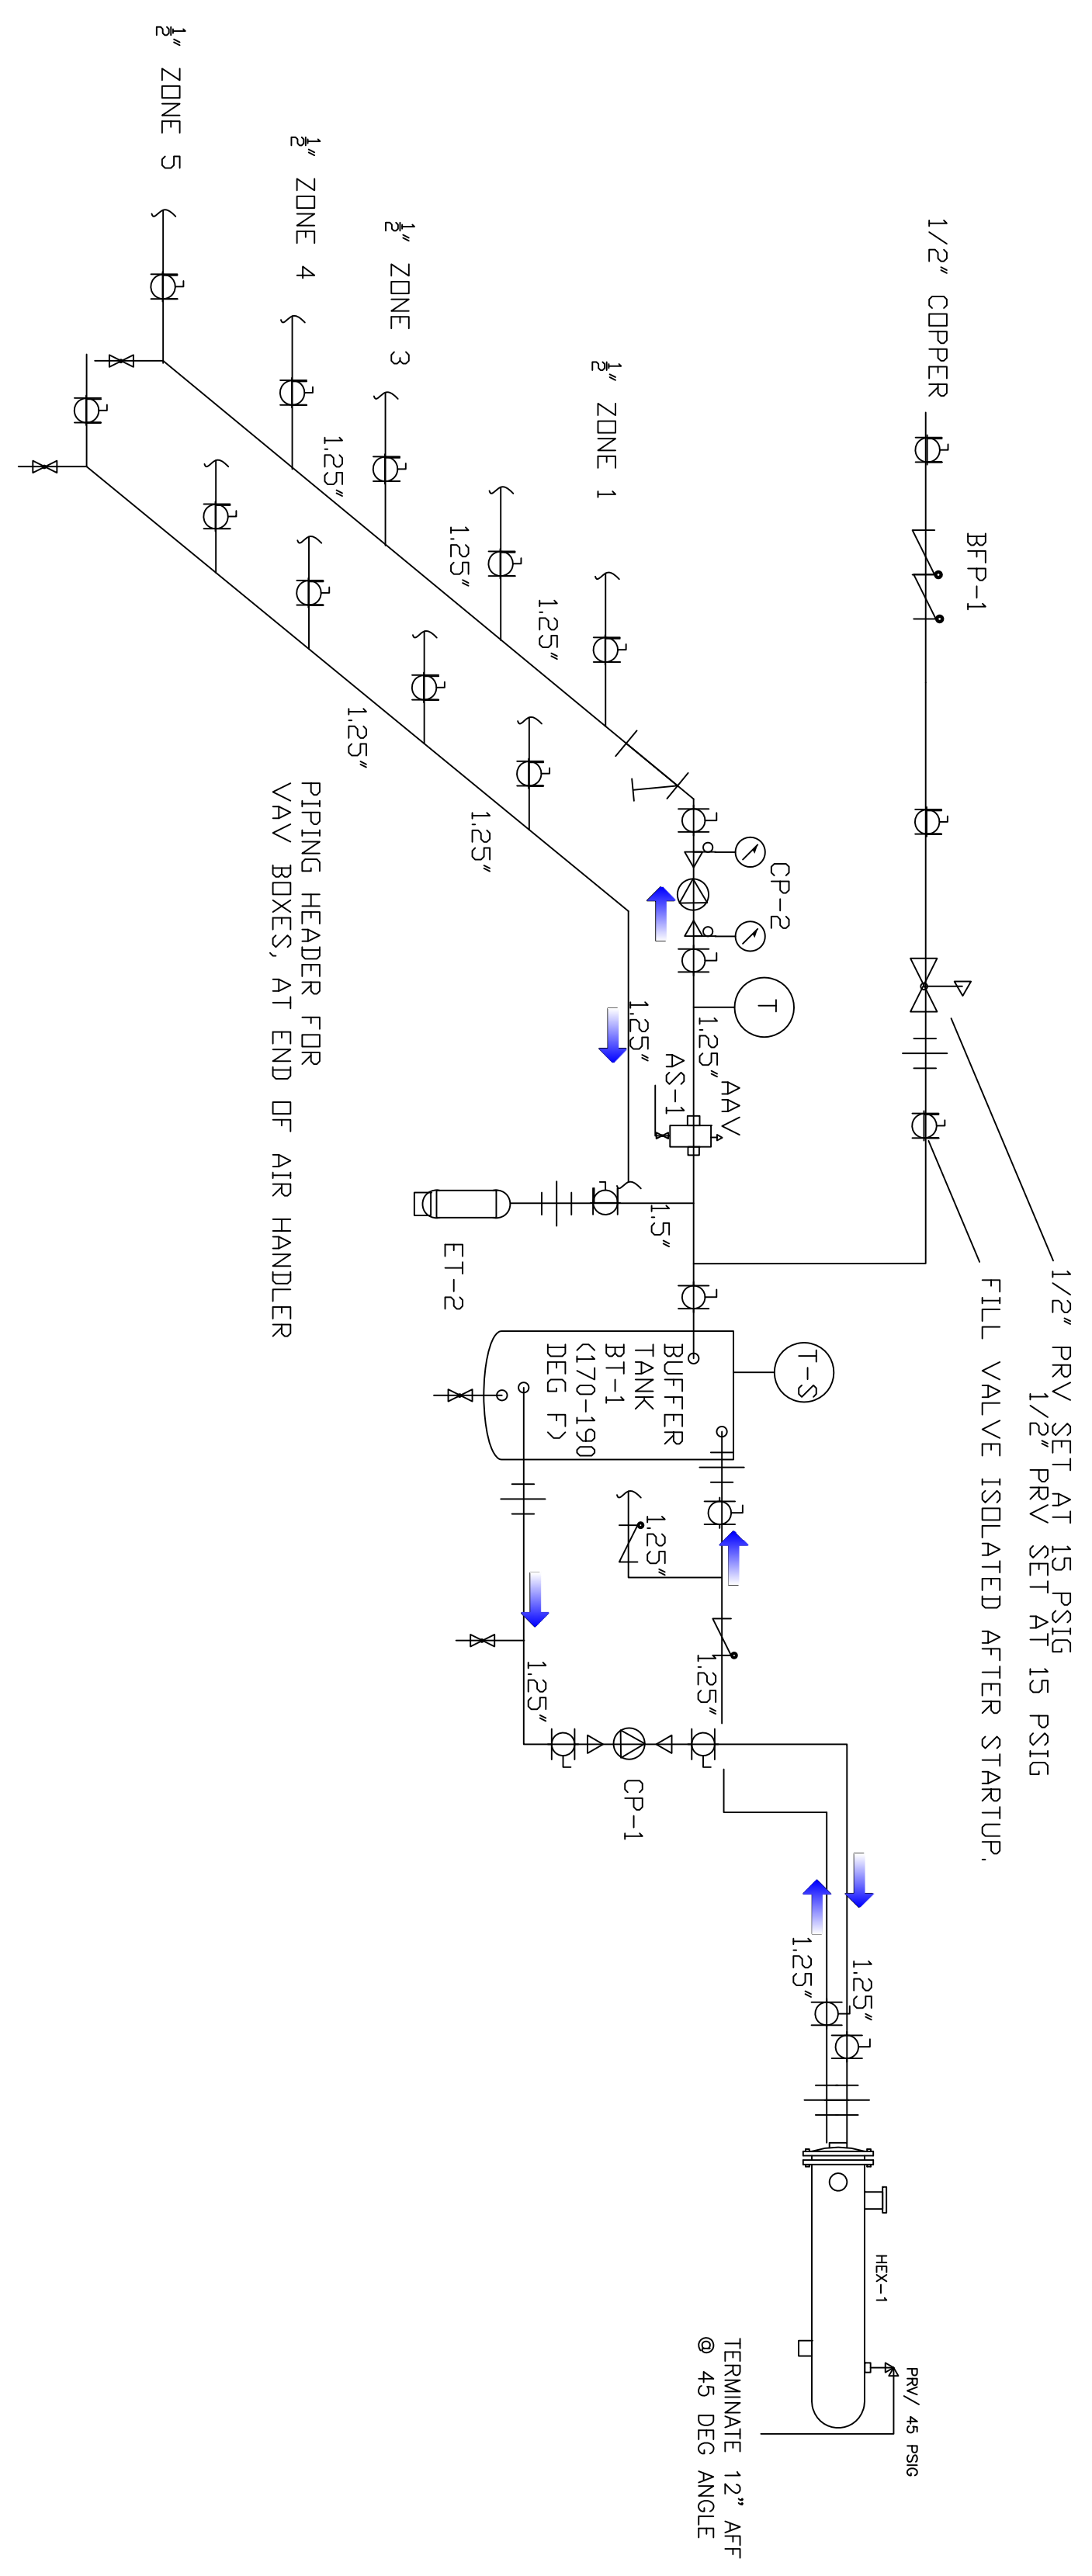 1/2" COPPER
BFP-1
1/2" PRV SET AT 15 PSIG
1/2" PRV SET AT 15 PSIG
FILL VALVE ISOLATED AFTER STARTUP.
½" ZONE 1
½" ZONE 3
½" ZONE 4
½" ZONE 5
1.25"
1.25"
1.25"
1.25"
1.25"
CP-2
T
1.25"
1.25"
AAV
AS-1
1.5"
ET-2
PIPING HEADER FOR
VAV BOXES, AT END OF AIR HANDLER
T-S
BUFFER
TANK
BT-1
(170-190
DEG F)
1.25"
1.25"
1.25"
CP-1
1.25"
1.25"
HEX-1
PRV/ 45 PSIG
TERMINATE 12" AFF
@ 45 DEG ANGLE